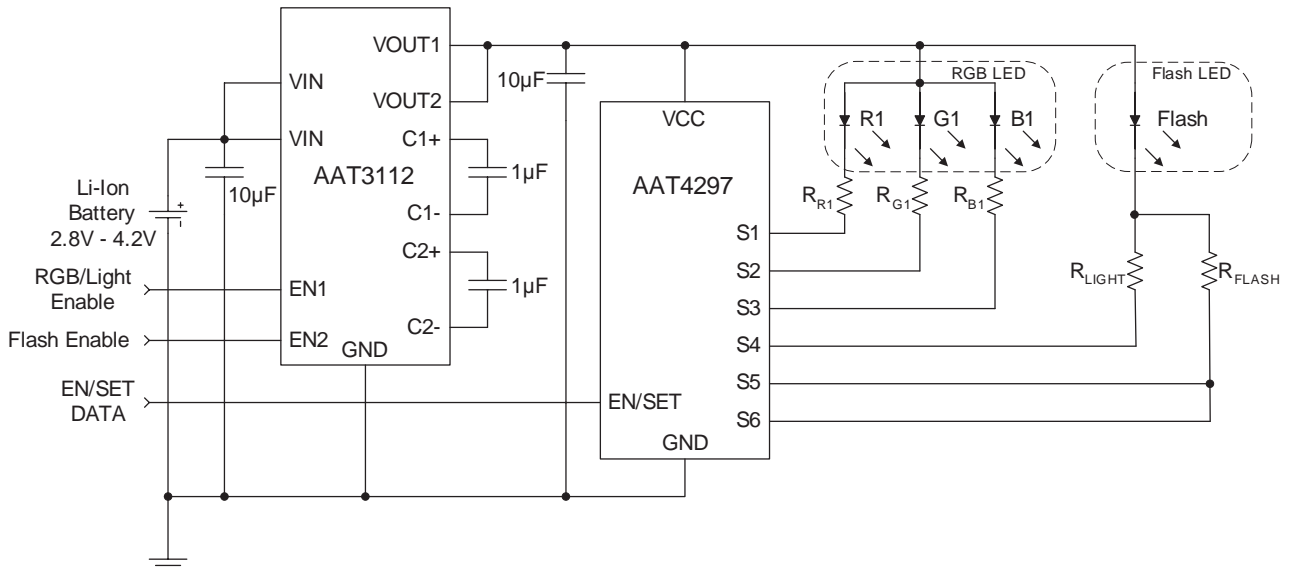 VOUT1
VIN
VOUT2
VIN
C1+
AAT3112
1µF
C1-
C2+
1µF
C2-
EN1
EN2
GND
10µF
10µF
Li-Ion
Battery
2.8V - 4.2V
+
-
RGB/Light
Enable
Flash Enable
EN/SET
DATA
VCC
AAT4297
S1
S2
S3
S4
S5
S6
EN/SET
GND
RGB LED
R1
G1
B1
RR1
RG1
RB1
Flash LED
Flash
RLIGHT
RFLASH